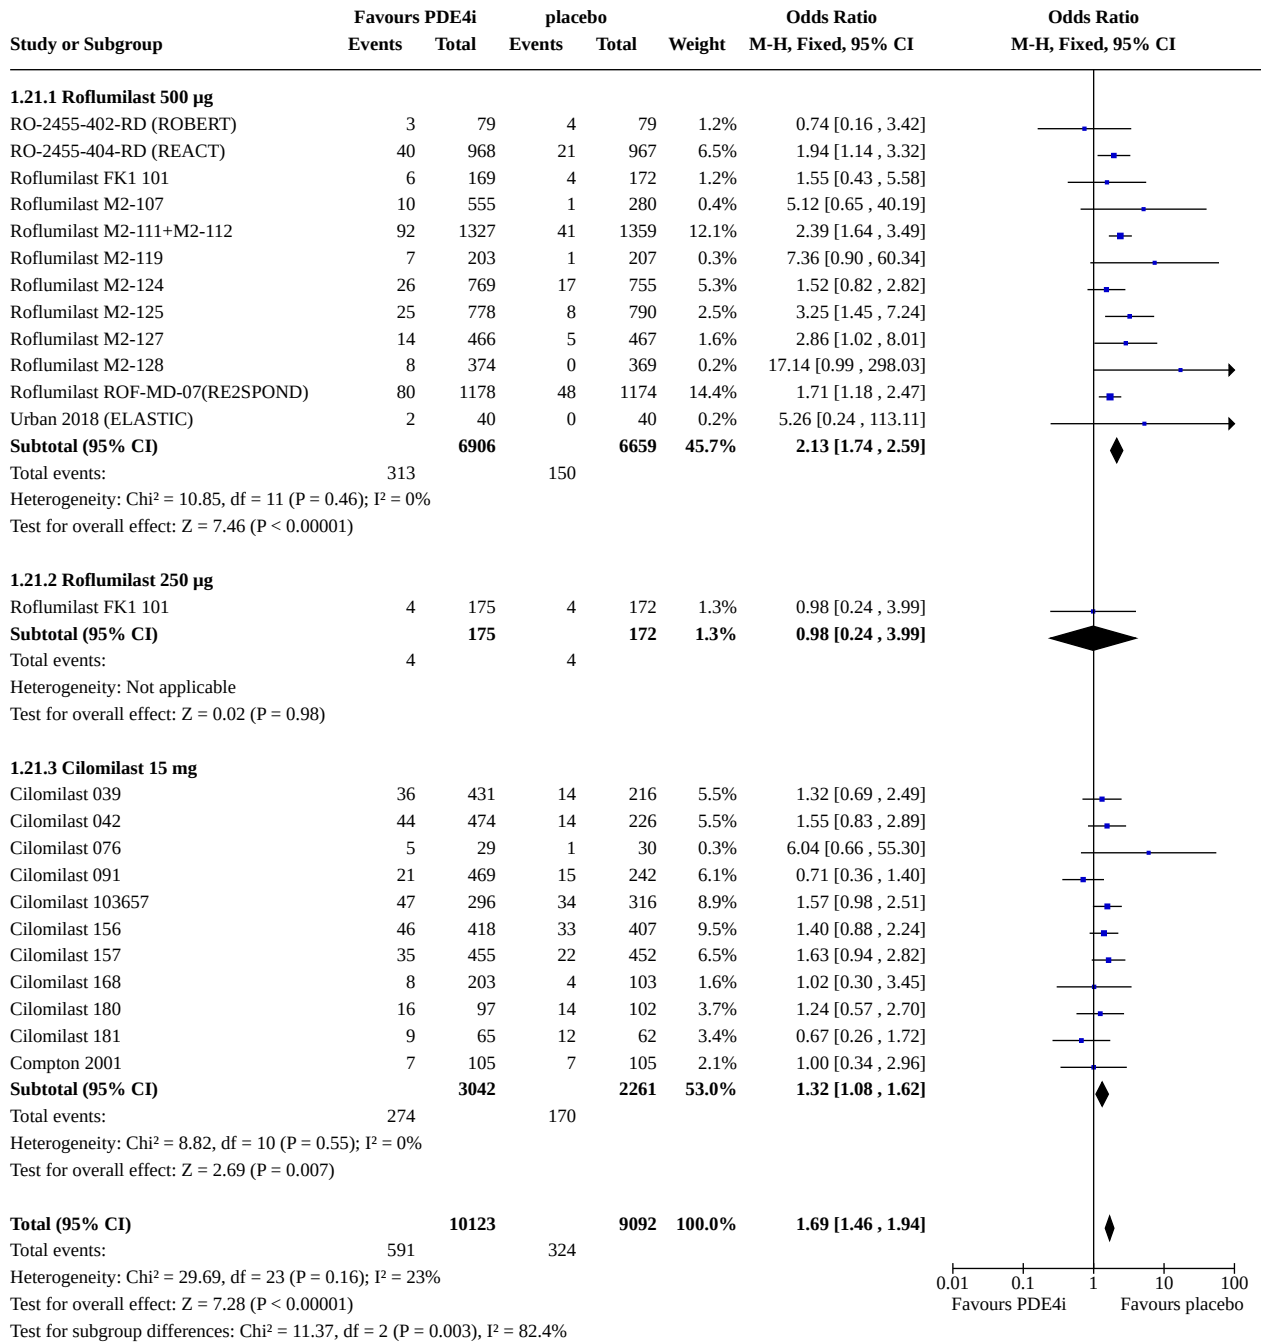 Favours PDE4i placebo Odds Ratio Odds Ratio
Study or Subgroup Events Total Events Total Weight M-H, Fixed, 95% CI M-H, Fixed, 95% CI
1.21.1 Roflumilast 500 µg
RO-2455-402-RD (ROBERT) 3 79 4 79 1.2% 0.74 [0.16 , 3.42]
RO-2455-404-RD (REACT) 40 968 21 967 6.5% 1.94 [1.14 , 3.32]
Roflumilast FK1 101 6 169 4 172 1.2% 1.55 [0.43 , 5.58]
Roflumilast M2-107 10 555 1 280 0.4% 5.12 [0.65 , 40.19]
Roflumilast M2-111+M2-112 92 1327 41 1359 12.1% 2.39 [1.64 , 3.49]
Roflumilast M2-119 7 203 1 207 0.3% 7.36 [0.90 , 60.34]
Roflumilast M2-124 26 769 17 755 5.3% 1.52 [0.82 , 2.82]
Roflumilast M2-125 25 778 8 790 2.5% 3.25 [1.45 , 7.24]
Roflumilast M2-127 14 466 5 467 1.6% 2.86 [1.02 , 8.01]
Roflumilast M2-128 8 374 0 369 0.2% 17.14 [0.99 , 298.03]
Roflumilast ROF-MD-07(RE2SPOND) 80 1178 48 1174 14.4% 1.71 [1.18 , 2.47]
Urban 2018 (ELASTIC) 2 40 0 40 0.2% 5.26 [0.24 , 113.11]
Subtotal (95% CI) 6906 6659 45.7% 2.13 [1.74 , 2.59]
Total events: 313 150
Heterogeneity: Chi² = 10.85, df = 11 (P = 0.46); I² = 0%
Test for overall effect: Z = 7.46 (P < 0.00001)
1.21.2 Roflumilast 250 µg
Roflumilast FK1 101 4 175 4 172 1.3% 0.98 [0.24 , 3.99]
Subtotal (95% CI) 175 172 1.3% 0.98 [0.24 , 3.99]
Total events: 4 4
Heterogeneity: Not applicable
Test for overall effect: Z = 0.02 (P = 0.98)
1.21.3 Cilomilast 15 mg
Cilomilast 039 36 431 14 216 5.5% 1.32 [0.69 , 2.49]
Cilomilast 042 44 474 14 226 5.5% 1.55 [0.83 , 2.89]
Cilomilast 076 5 29 1 30 0.3% 6.04 [0.66 , 55.30]
Cilomilast 091 21 469 15 242 6.1% 0.71 [0.36 , 1.40]
Cilomilast 103657 47 296 34 316 8.9% 1.57 [0.98 , 2.51]
Cilomilast 156 46 418 33 407 9.5% 1.40 [0.88 , 2.24]
Cilomilast 157 35 455 22 452 6.5% 1.63 [0.94 , 2.82]
Cilomilast 168 8 203 4 103 1.6% 1.02 [0.30 , 3.45]
Cilomilast 180 16 97 14 102 3.7% 1.24 [0.57 , 2.70]
Cilomilast 181 9 65 12 62 3.4% 0.67 [0.26 , 1.72]
Compton 2001 7 105 7 105 2.1% 1.00 [0.34 , 2.96]
Subtotal (95% CI) 3042 2261 53.0% 1.32 [1.08 , 1.62]
Total events: 274 170
Heterogeneity: Chi² = 8.82, df = 10 (P = 0.55); I² = 0%
Test for overall effect: Z = 2.69 (P = 0.007)
Total (95% CI) 10123 9092 100.0% 1.69 [1.46 , 1.94]
Total events: 591 324
Heterogeneity: Chi² = 29.69, df = 23 (P = 0.16); I² = 23%
0.01 0.1 1 10 100
Test for overall effect: Z = 7.28 (P < 0.00001) Favours PDE4i Favours placebo
Test for subgroup differences: Chi² = 11.37, df = 2 (P = 0.003), I² = 82.4%